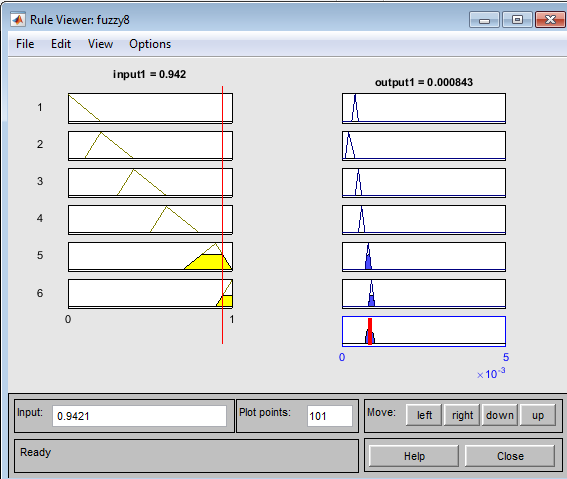 Rule Viewer: fuzzy8
File Edit View Options
input1 = 0.942
output1 = 0.000843
1
2
3
4
5
6
0 1
0 5
×10⁻³
Input: 0.9421 Plot points: 101 Move: left right down up
Ready Help Close